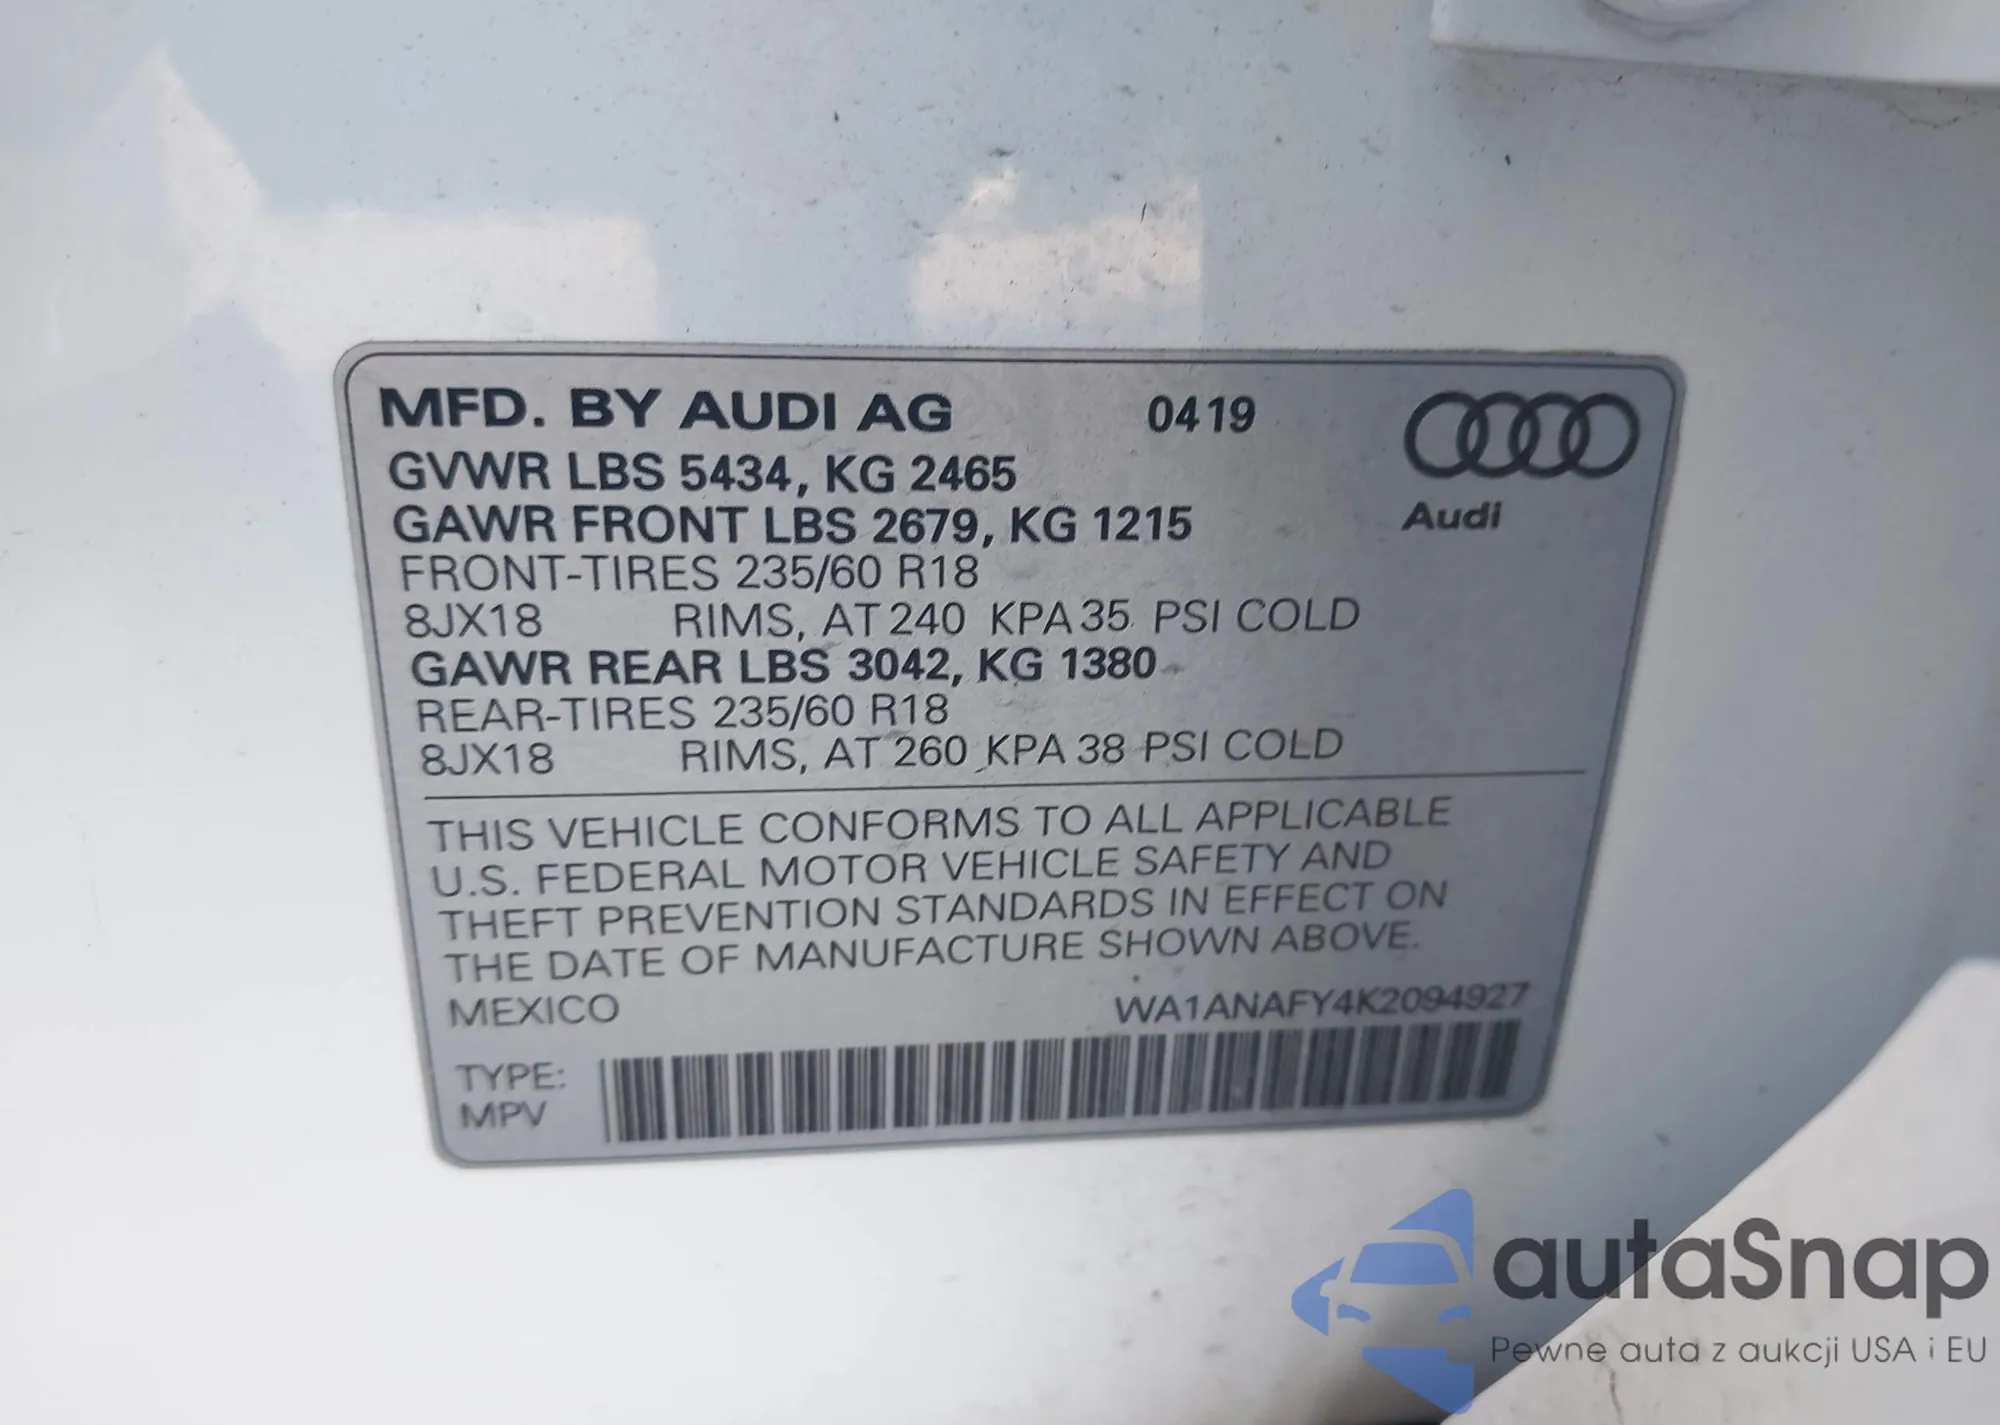 MFD. BY AUDI AG 0419
GVWR LBS 5434, KG 2465
GAWR FRONT LBS 2679, KG 1215
Audi
FRONT-TIRES 235/60 R18
8JX18 RIMS, AT 240 KPA 35 PSI COLD
GAWR REAR LBS 3042, KG 1380
REAR-TIRES 235/60 R18
8JX18 RIMS, AT 260 KPA 38 PSI COLD
THIS VEHICLE CONFORMS TO ALL APPLICABLE
U.S. FEDERAL MOTOR VEHICLE SAFETY AND
THEFT PREVENTION STANDARDS IN EFFECT ON
THE DATE OF MANUFACTURE SHOWN ABOVE.
MEXICO WA1ANAFY4K2094927
TYPE:
MPV
autaSnap
Pewne auta z aukcji USA i EU